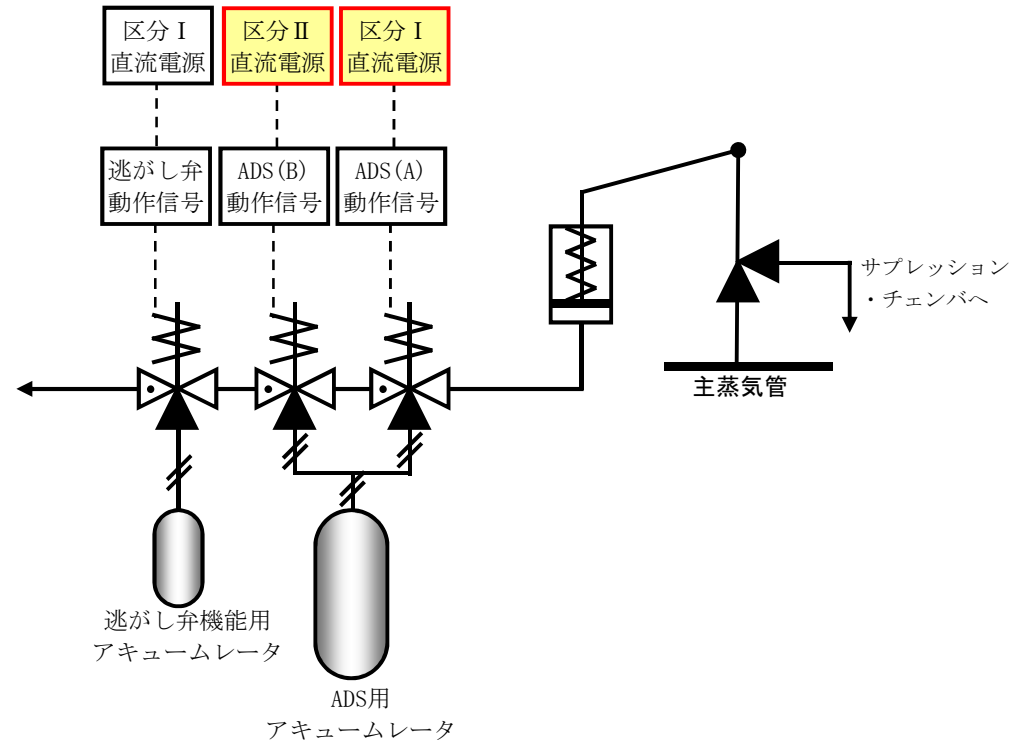 区分Ⅰ
直流電源
区分Ⅱ
直流電源
区分Ⅰ
直流電源
逃がし弁
動作信号
ADS(B)
動作信号
ADS(A)
動作信号
サプレッション
・チェンバへ
主蒸気管
逃がし弁機能用
アキュームレータ
ADS用
アキュームレータ